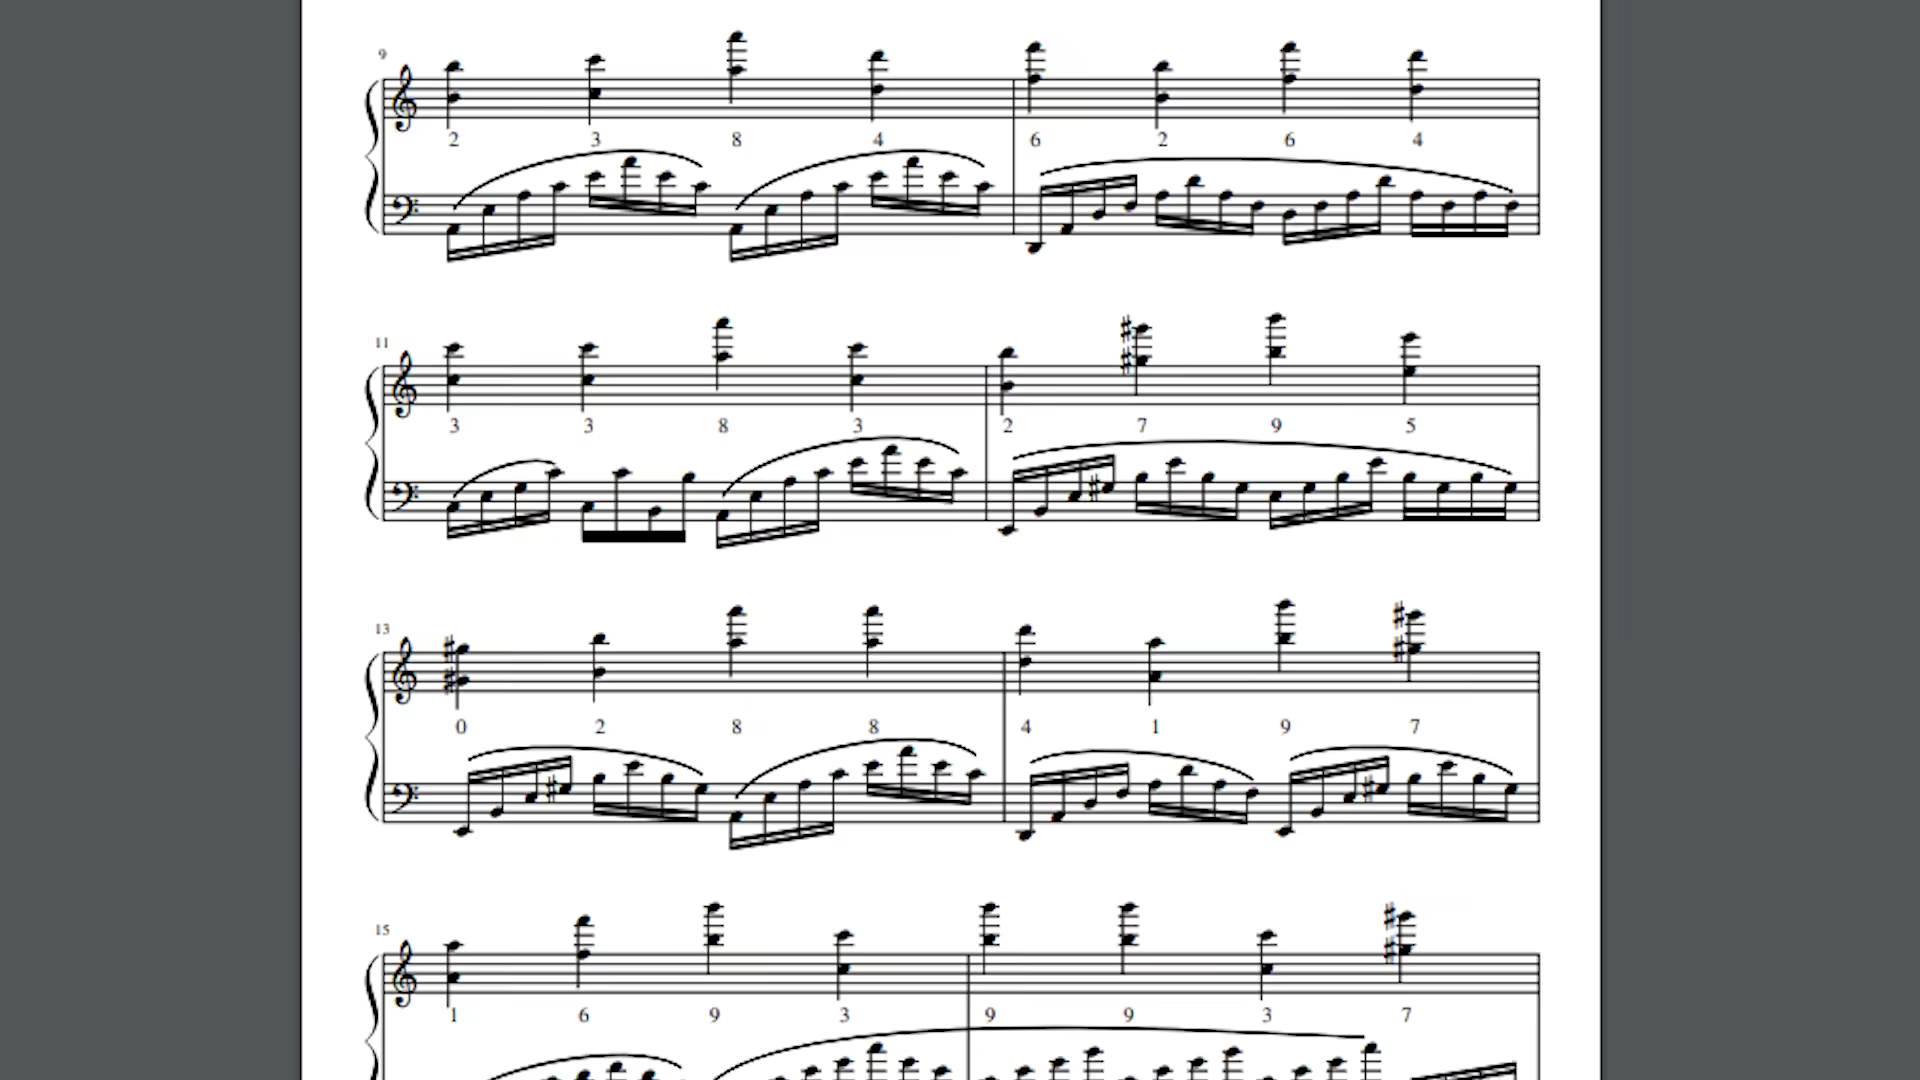 9
2 3 8 4 6 2 6 4
11
3 3 8 3 2 7 9 5
13
0 2 8 8 4 1 9 7
15
1 6 9 3 9 9 3 7